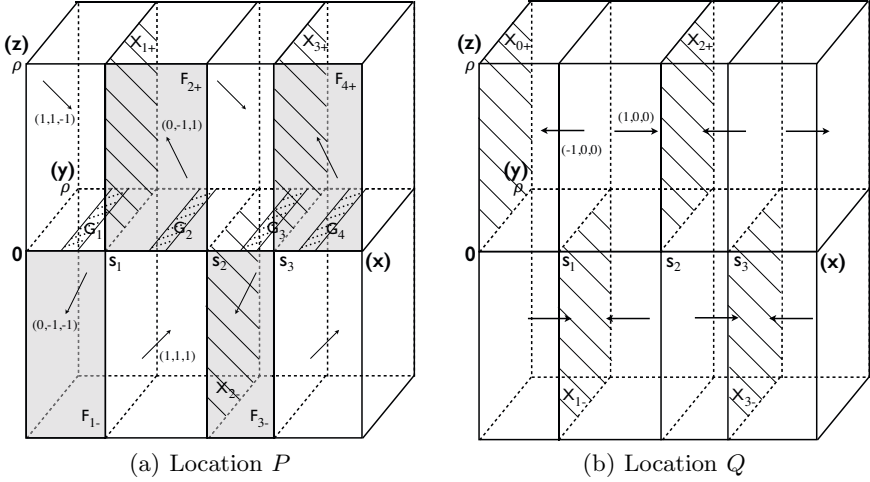 (z)
ρ
X1+
X3+
F2+
F4+
(1,1,-1)
(0,-1,1)
(y)
ρ
G1
G2
G3
G4
0
s1
s2
s3
(x)
(0,-1,-1)
(1,1,1)
X2-
F1-
F3-
(a) Location P
(z)
ρ
X0+
X2+
(1,0,0)
(-1,0,0)
(y)
ρ
0
s1
s2
s3
(x)
X1-
X3-
(b) Location Q